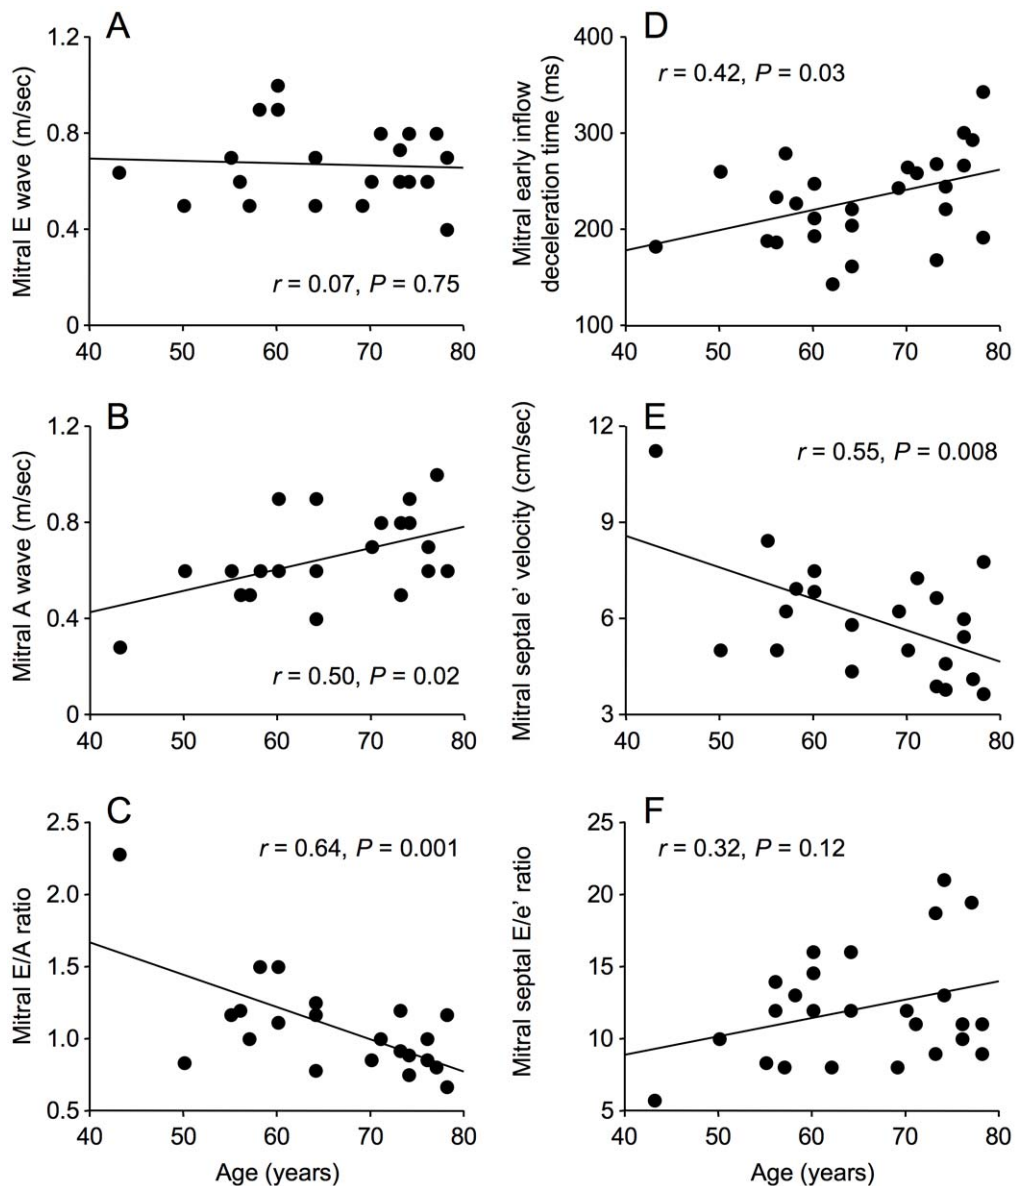 A
Mitral E wave (m/sec)
1.2
0.8
0.4
0
r = 0.07, P = 0.75
40 50 60 70 80
D
Mitral early inflow
deceleration time (ms)
400
300
200
100
r = 0.42, P = 0.03
40 50 60 70 80
B
Mitral A wave (m/sec)
1.2
0.8
0.4
0
r = 0.50, P = 0.02
40 50 60 70 80
E
Mitral septal e' velocity (cm/sec)
12
9
6
3
r = 0.55, P = 0.008
40 50 60 70 80
C
Mitral E/A ratio
2.5
2.0
1.5
1.0
0.5
r = 0.64, P = 0.001
40 50 60 70 80
Age (years)
F
Mitral septal E/e' ratio
25
20
15
10
5
r = 0.32, P = 0.12
40 50 60 70 80
Age (years)